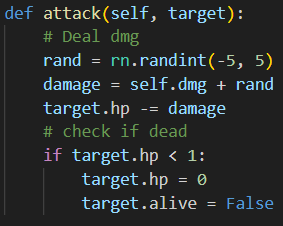 def attack(self, target):
    # Deal dmg
    rand = rn.randint(-5, 5)
    damage = self.dmg + rand
    target.hp -= damage
    # check if dead
    if target.hp < 1:
        target.hp = 0
        target.alive = False